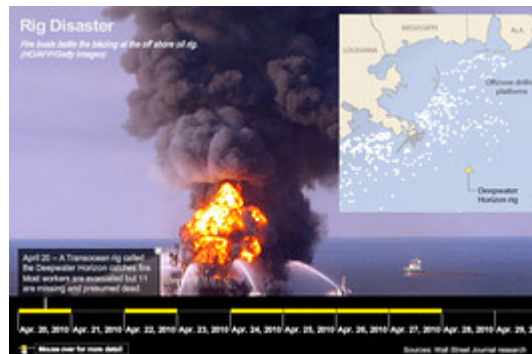 Rig Disaster
Fire boats battle the blazing at the off shore oil rig.
(HO/AFP/Getty Images)
MISSISSIPPI
ALA.
LOUISIANA
Offshore drilling
platforms
Deepwater
Horizon rig
April 20 – A Transocean rig called
the Deepwater Horizon catches fire.
Most workers are evacuated but 11
are missing and presumed dead.
Apr. 20, 2010 Apr. 21, 2010 Apr. 22, 2010 Apr. 23, 2010 Apr. 24, 2010 Apr. 25, 2010 Apr. 26, 2010 Apr. 27, 2010 Apr. 28, 2010 Apr. 29, 2
Mouse over for more detail
Sources: Wall Street Journal research